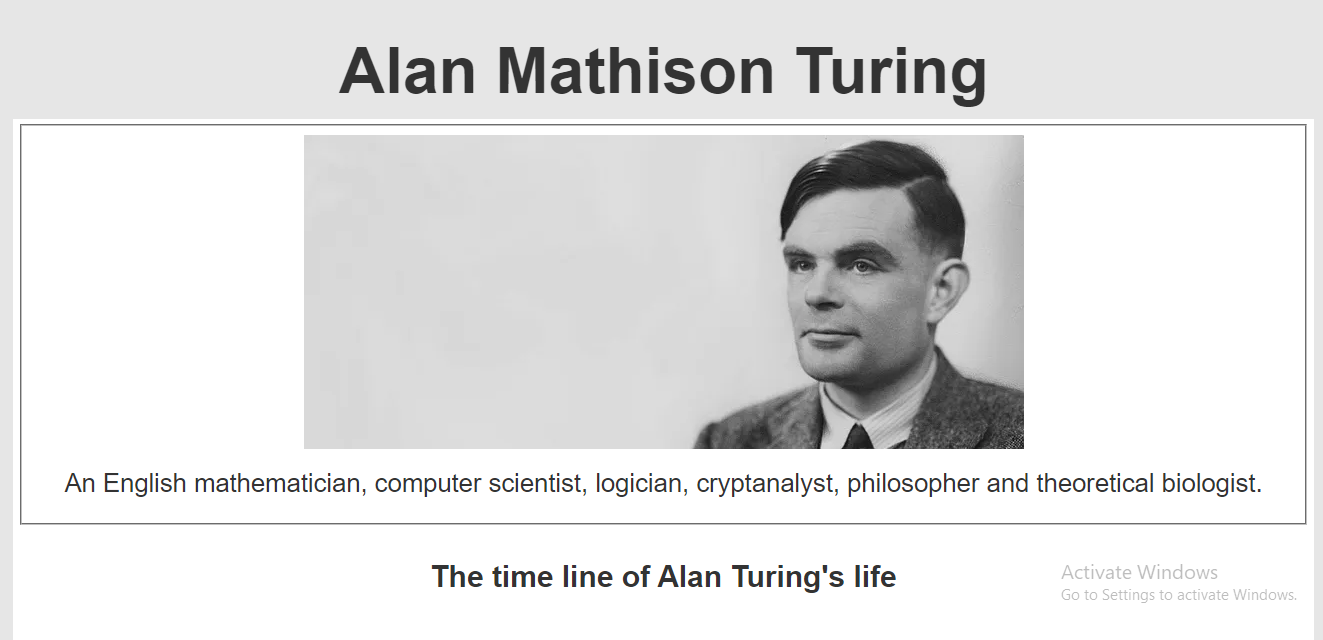 Alan Mathison Turing
An English mathematician, computer scientist, logician, cryptanalyst, philosopher and theoretical biologist.
The time line of Alan Turing's life
Activate Windows
Go to Settings to activate Windows.